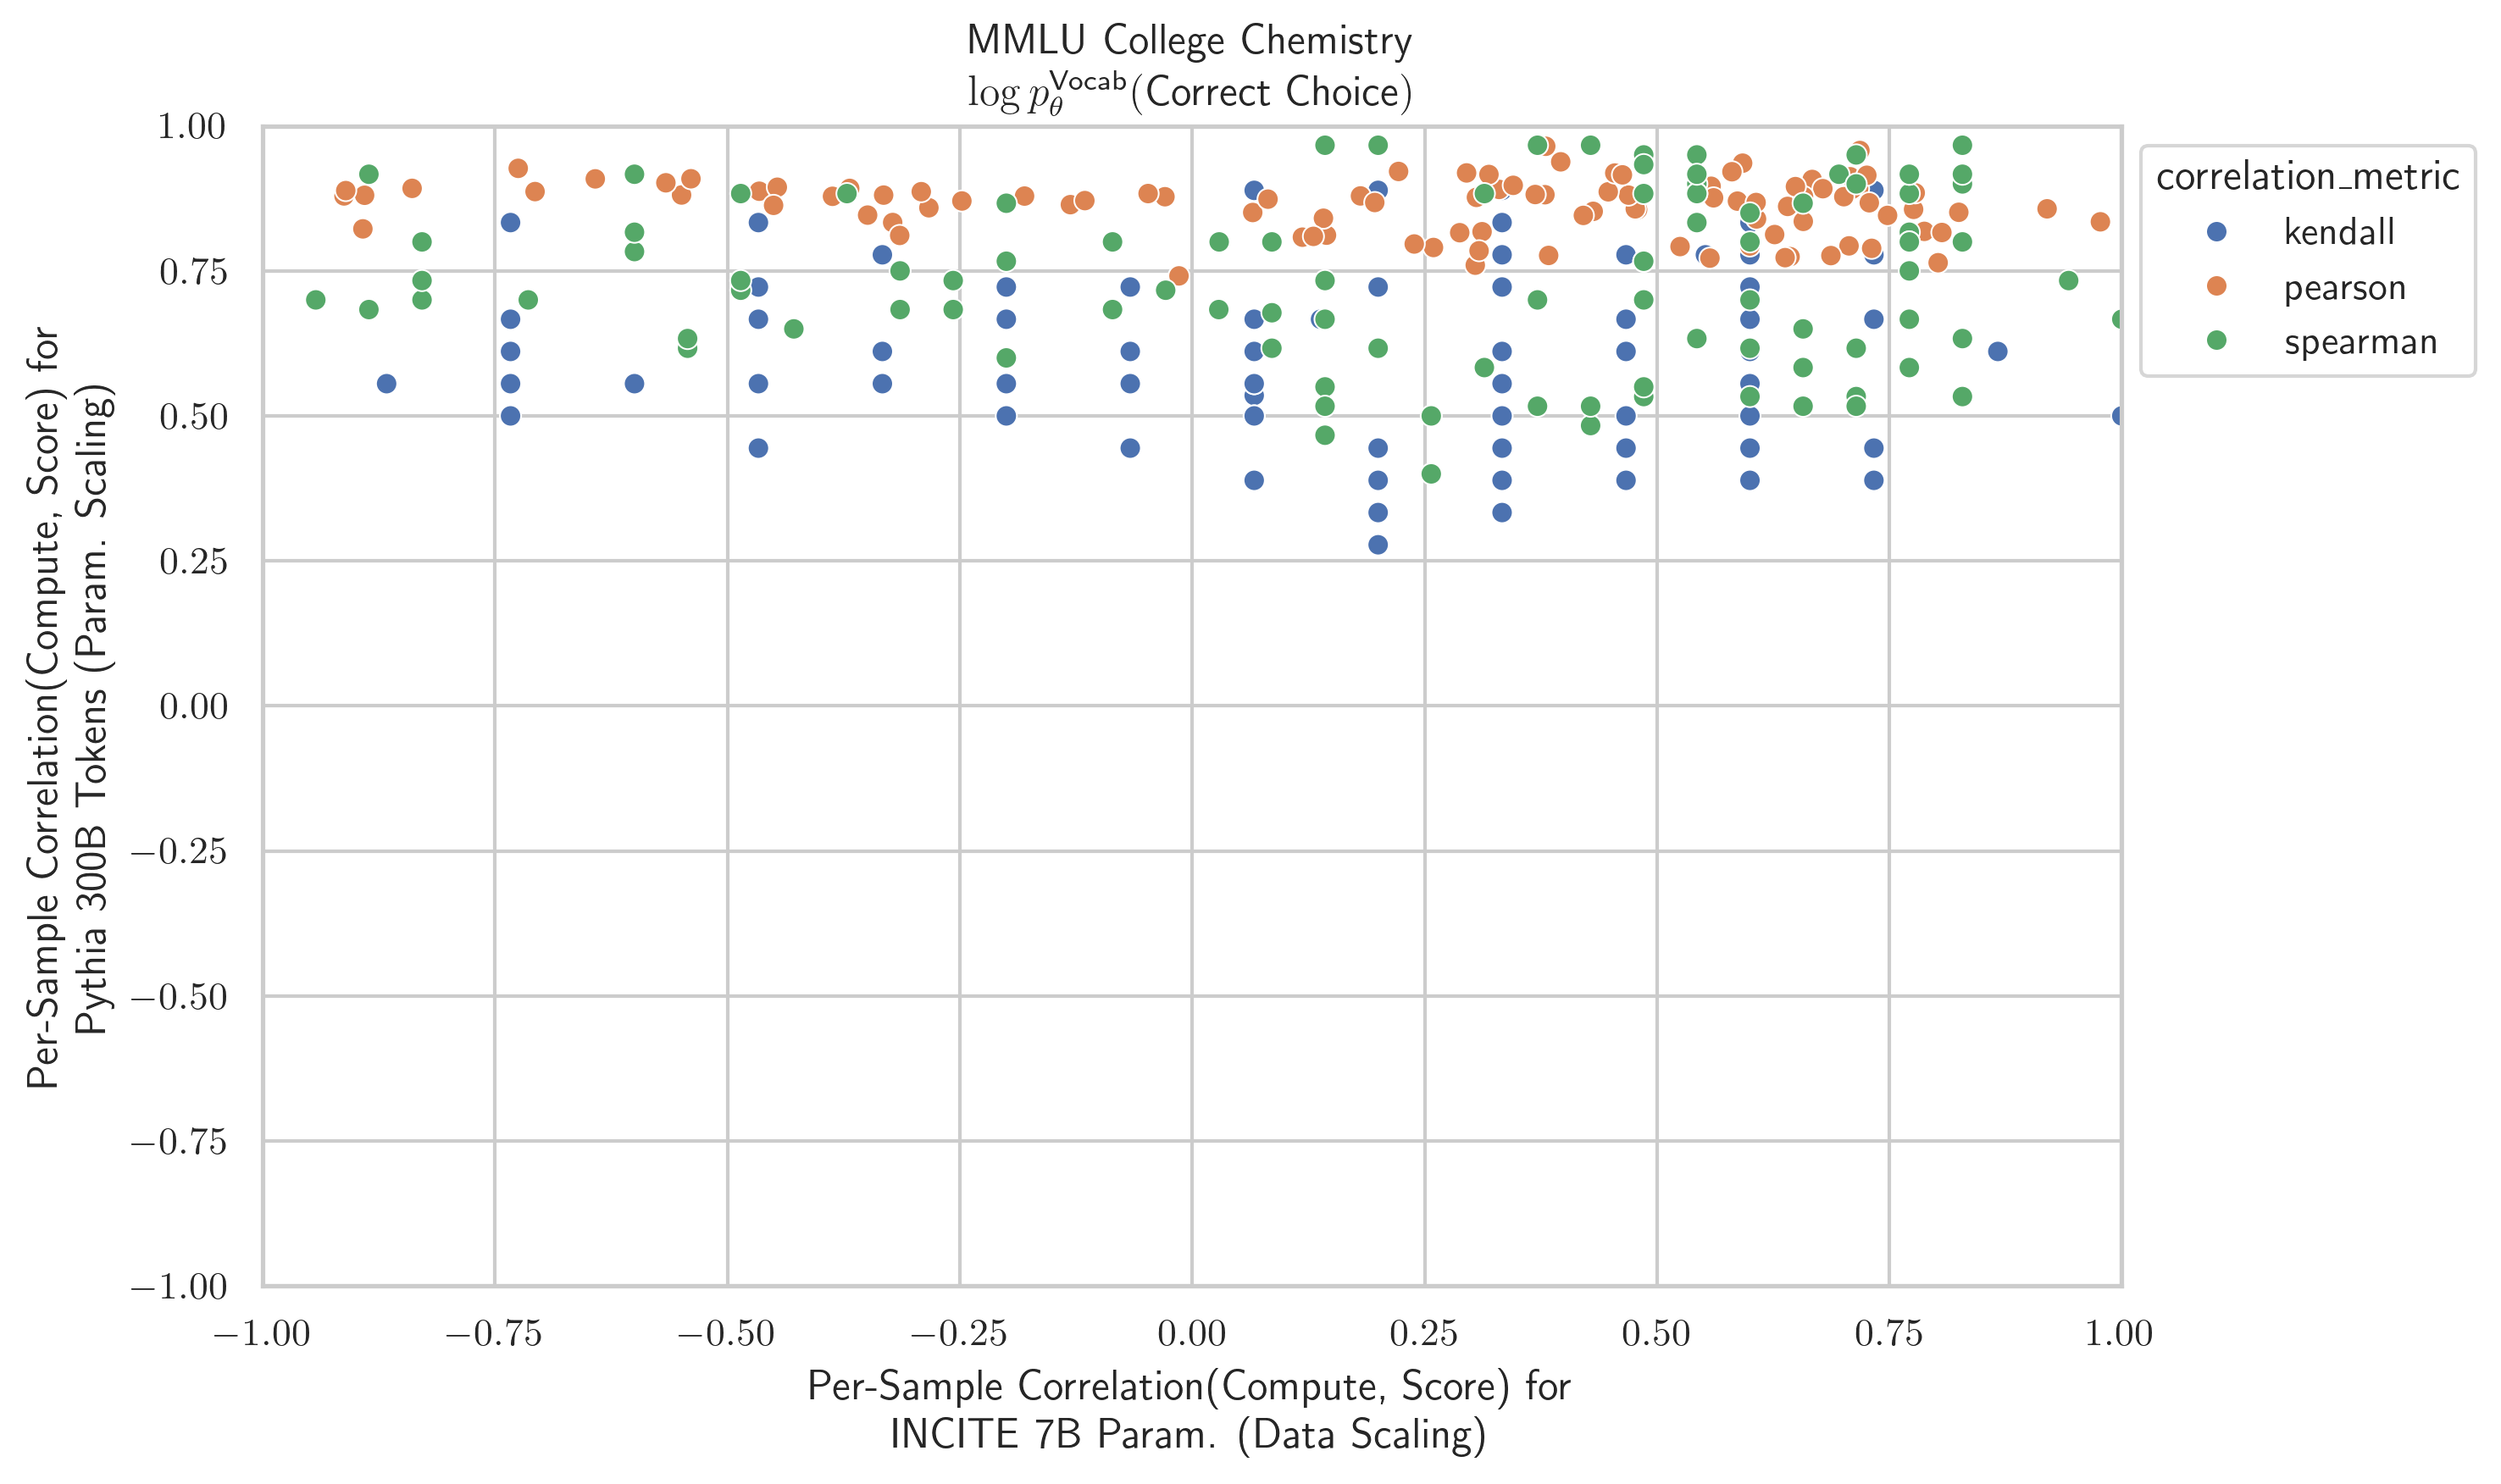 MMLU College Chemistry
log p_θ^Vocab(Correct Choice)
1.00
0.75
0.50
0.25
0.00
−0.25
−0.50
−0.75
−1.00
Per-Sample Correlation(Compute, Score) for
Pythia 300B Tokens (Param. Scaling)
−1.00
−0.75
−0.50
−0.25
0.00
0.25
0.50
0.75
1.00
Per-Sample Correlation(Compute, Score) for
INCITE 7B Param. (Data Scaling)
correlation_metric
kendall
pearson
spearman